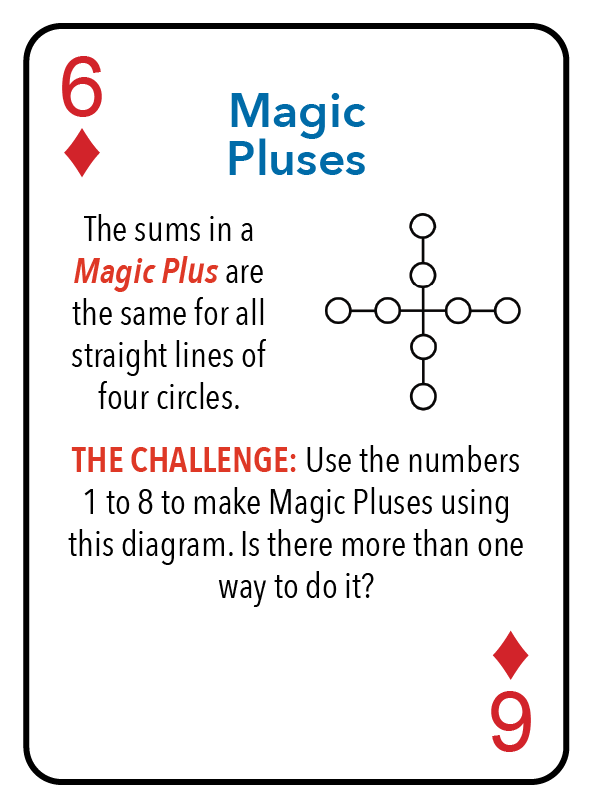 6
Magic
Pluses
The sums in a
Magic Plus are
the same for all
straight lines of
four circles.
THE CHALLENGE: Use the numbers
1 to 8 to make Magic Pluses using
this diagram. Is there more than one
way to do it?
6